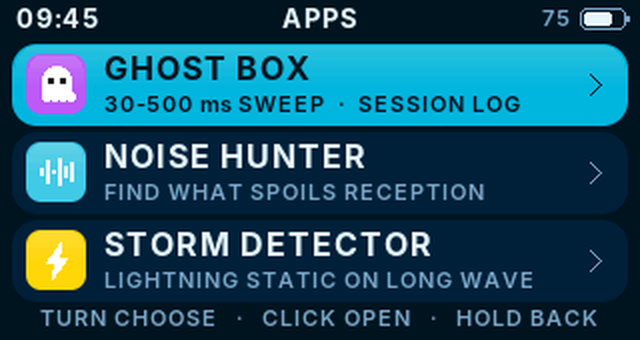 09:45 APPS 75
GHOST BOX
30-500 ms SWEEP · SESSION LOG
NOISE HUNTER
FIND WHAT SPOILS RECEPTION
STORM DETECTOR
LIGHTNING STATIC ON LONG WAVE
TURN CHOOSE · CLICK OPEN · HOLD BACK